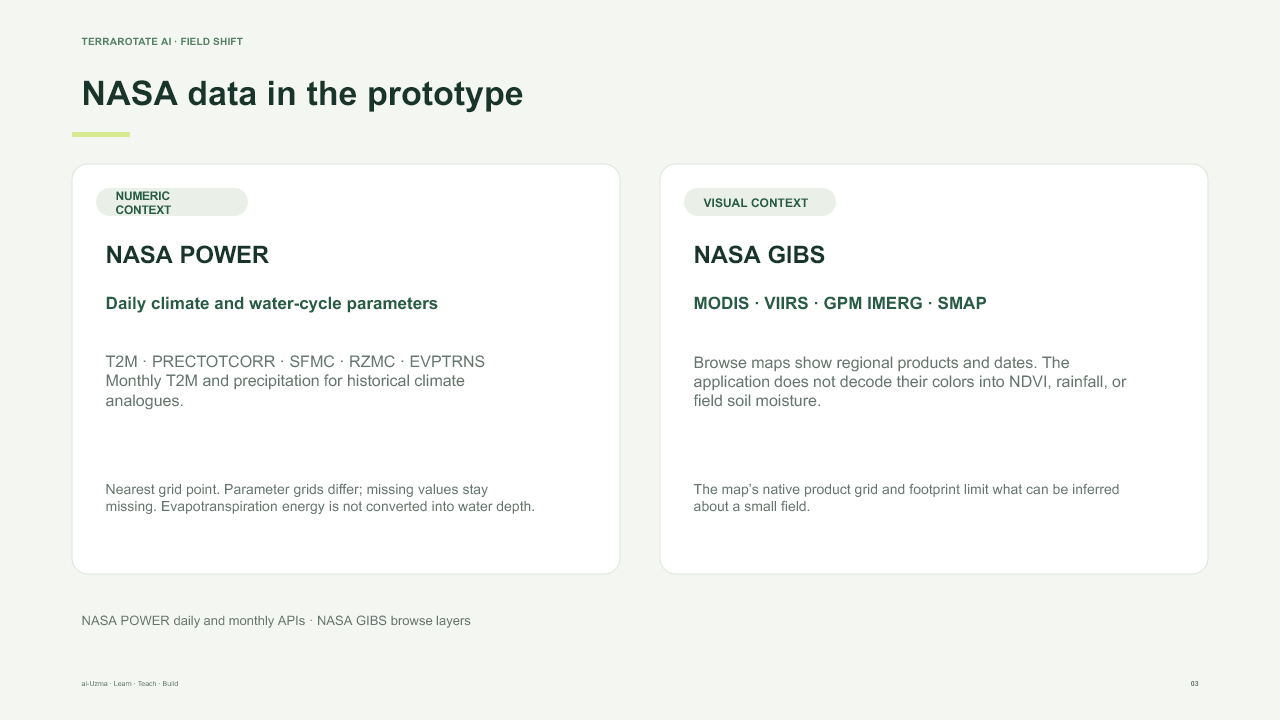 TERRAROTATE AI · FIELD SHIFT
NASA data in the prototype
NUMERIC
CONTEXT
NASA POWER
Daily climate and water-cycle parameters
T2M · PRECTOTCORR · SFMC · RZMC · EVPTRNS
Monthly T2M and precipitation for historical climate
analogues.
Nearest grid point. Parameter grids differ; missing values stay
missing. Evapotranspiration energy is not converted into water depth.
VISUAL CONTEXT
NASA GIBS
MODIS · VIIRS · GPM IMERG · SMAP
Browse maps show regional products and dates. The
application does not decode their colors into NDVI, rainfall, or
field soil moisture.
The map’s native product grid and footprint limit what can be inferred
about a small field.
NASA POWER daily and monthly APIs · NASA GIBS browse layers
al-Uzma · Learn · Teach · Build
03